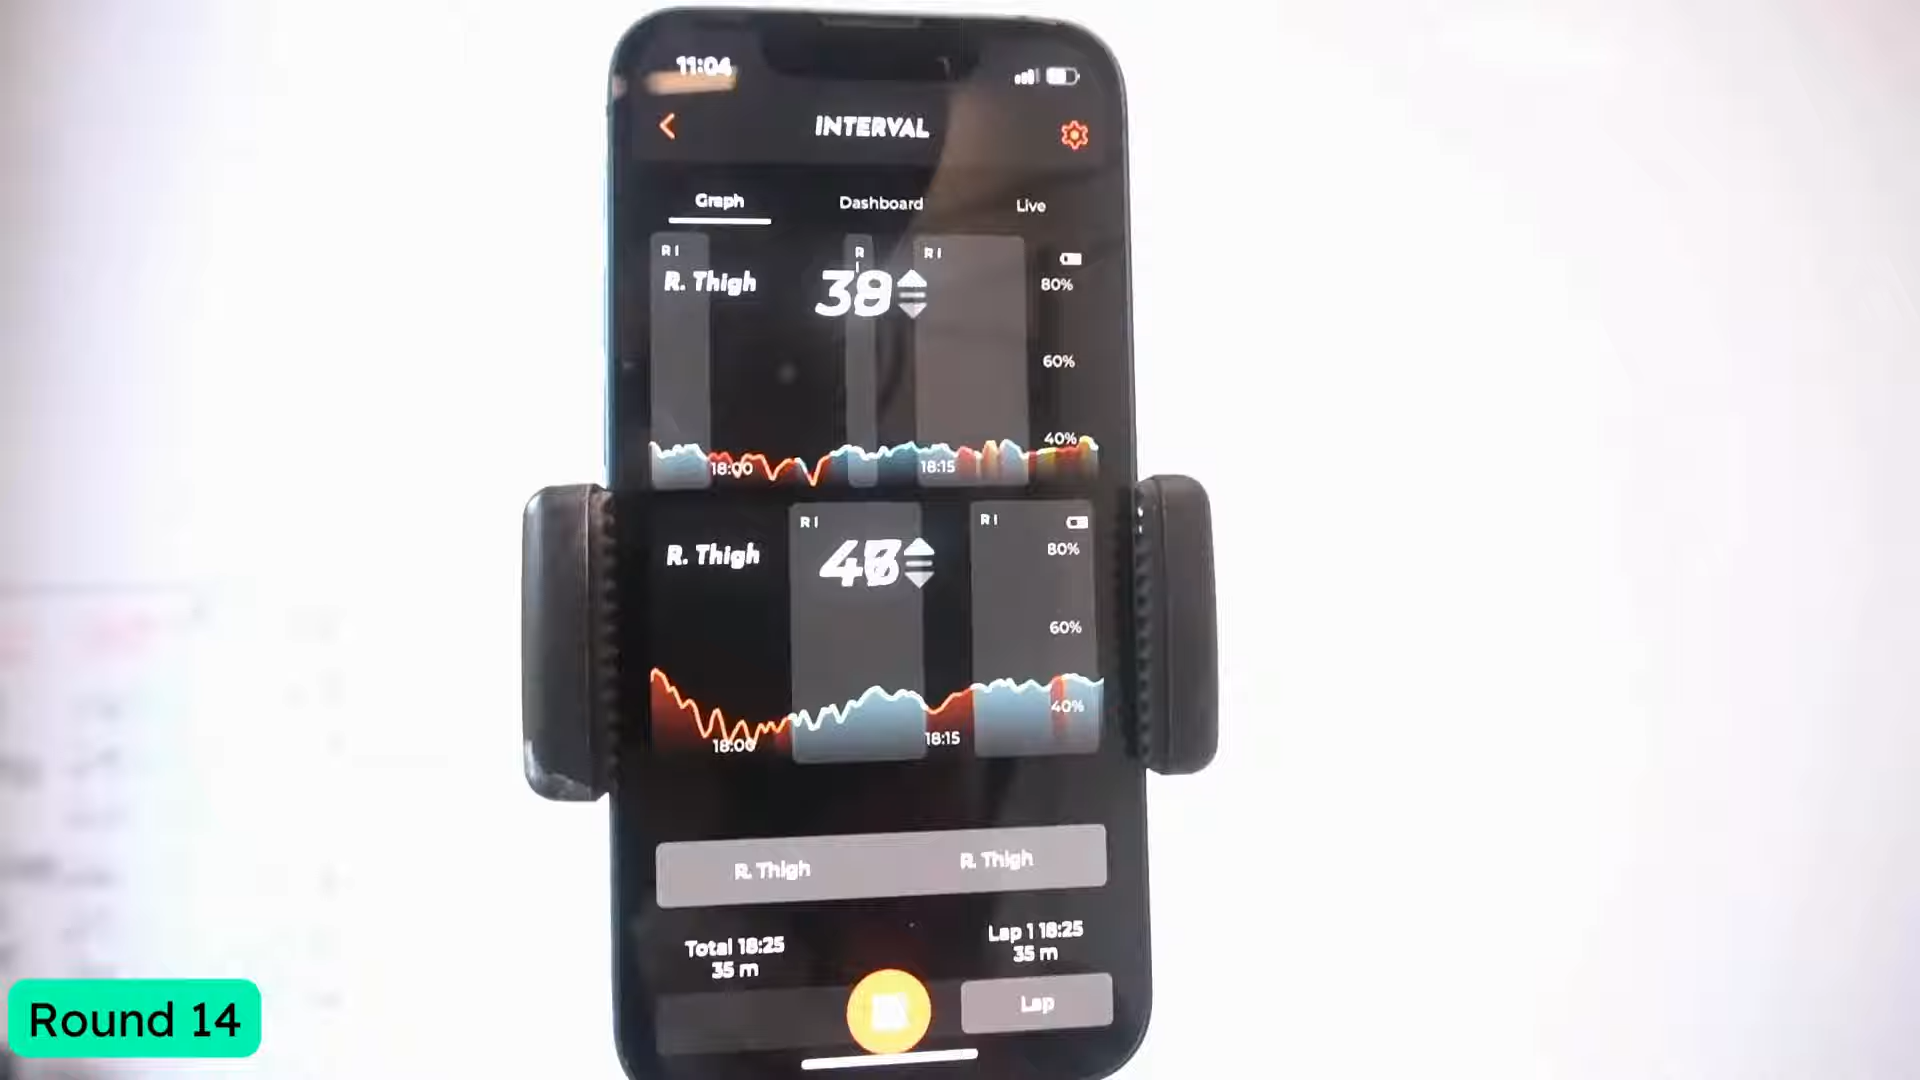 11:04
INTERVAL
Graph Dashboard Live
R I R I R I
R. Thigh
80%
60%
40%
18:00 18:15
R I R I
R. Thigh
80%
60%
40%
18:00 18:15
R. Thigh R. Thigh
Total 18:25 Lap 1 18:25
35 m 35 m
Lap
Round 14